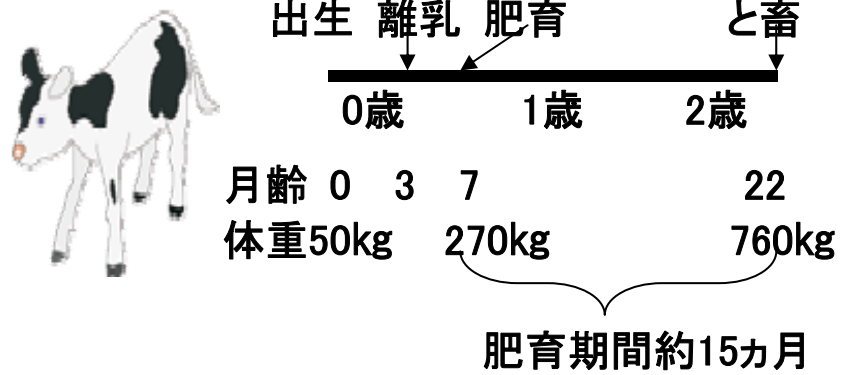 出生 離乳 肥育 と畜
0歳 1歳 2歳
月齢 0 3 7 22
体重50kg 270kg 760kg
肥育期間約15ヵ月